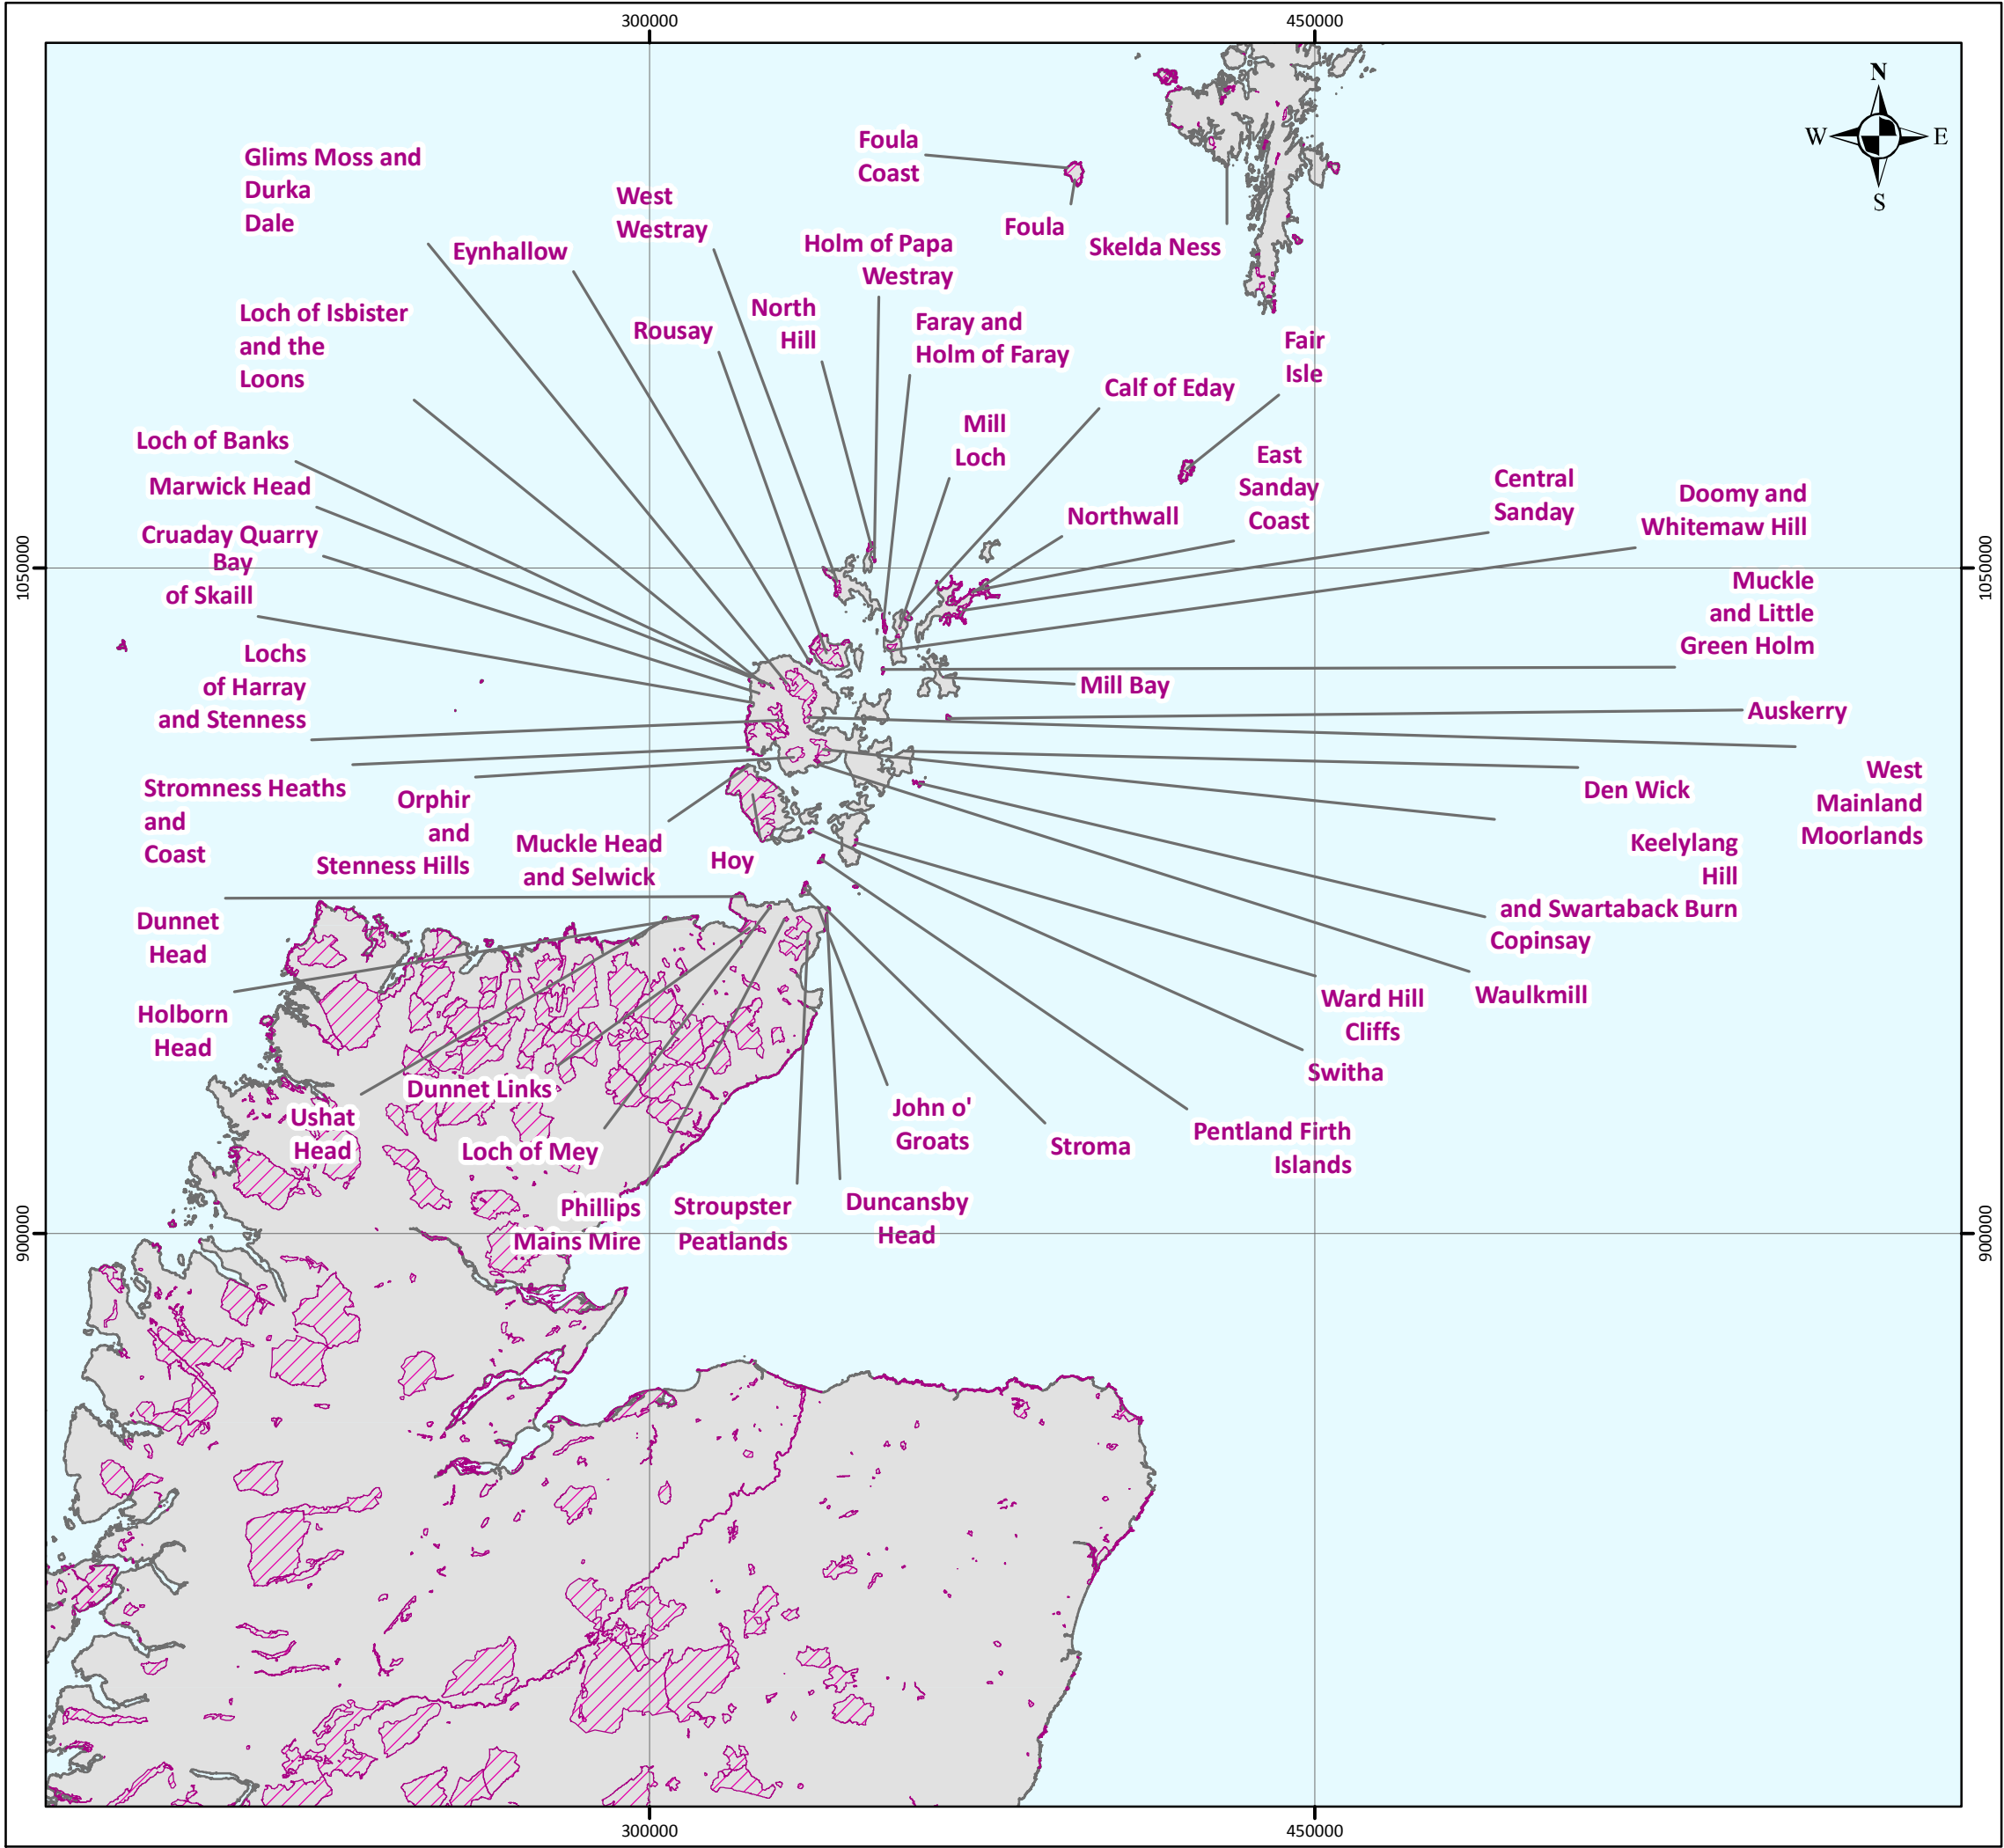 300000
450000
N
W
E
S
Glims Moss and
Durka
Dale
Foula
Coast
West
Westray
Foula
Skelda Ness
Eynhallow
Holm of Papa
Westray
Loch of Isbister
and the
Loons
Rousay
North
Hill
Faray and
Holm of Faray
Fair
Isle
Calf of Eday
Loch of Banks
Mill
Loch
Marwick Head
East
Sanday
Coast
Central
Sanday
Doomy and
Whitemaw Hill
Northwall
Cruaday Quarry
Bay
of Skaill
1050000
1050000
Muckle
and Little
Green Holm
Lochs
of Harray
and Stenness
Mill Bay
Auskerry
Stromness Heaths
and
Coast
Orphir
and
Stenness Hills
Muckle Head
and Selwick
Hoy
Den Wick
West
Mainland
Moorlands
Keelylang
Hill
and Swartaback Burn
Copinsay
Dunnet
Head
Waulkmill
Ward Hill
Cliffs
Holborn
Head
Switha
Dunnet Links
Ushat
Head
Loch of Mey
John o'
Groats
Stroma
Pentland Firth
Islands
Phillips
Mains Mire
Stroupster
Peatlands
Duncansby
Head
900000
900000
300000
450000